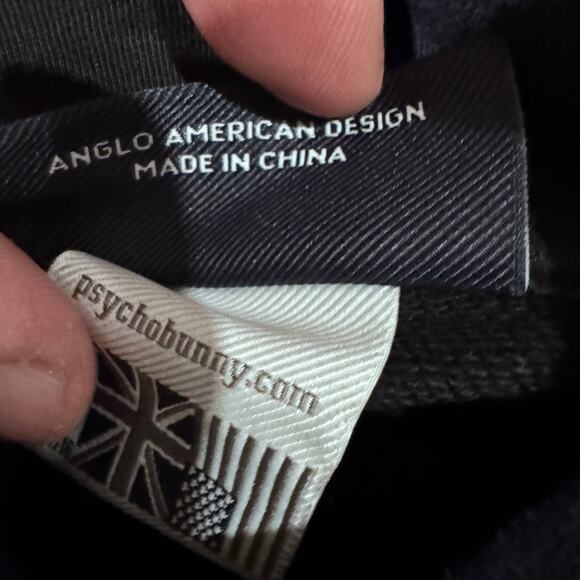 ANGLO AMERICAN DESIGN
MADE IN CHINA
psychobunny.com